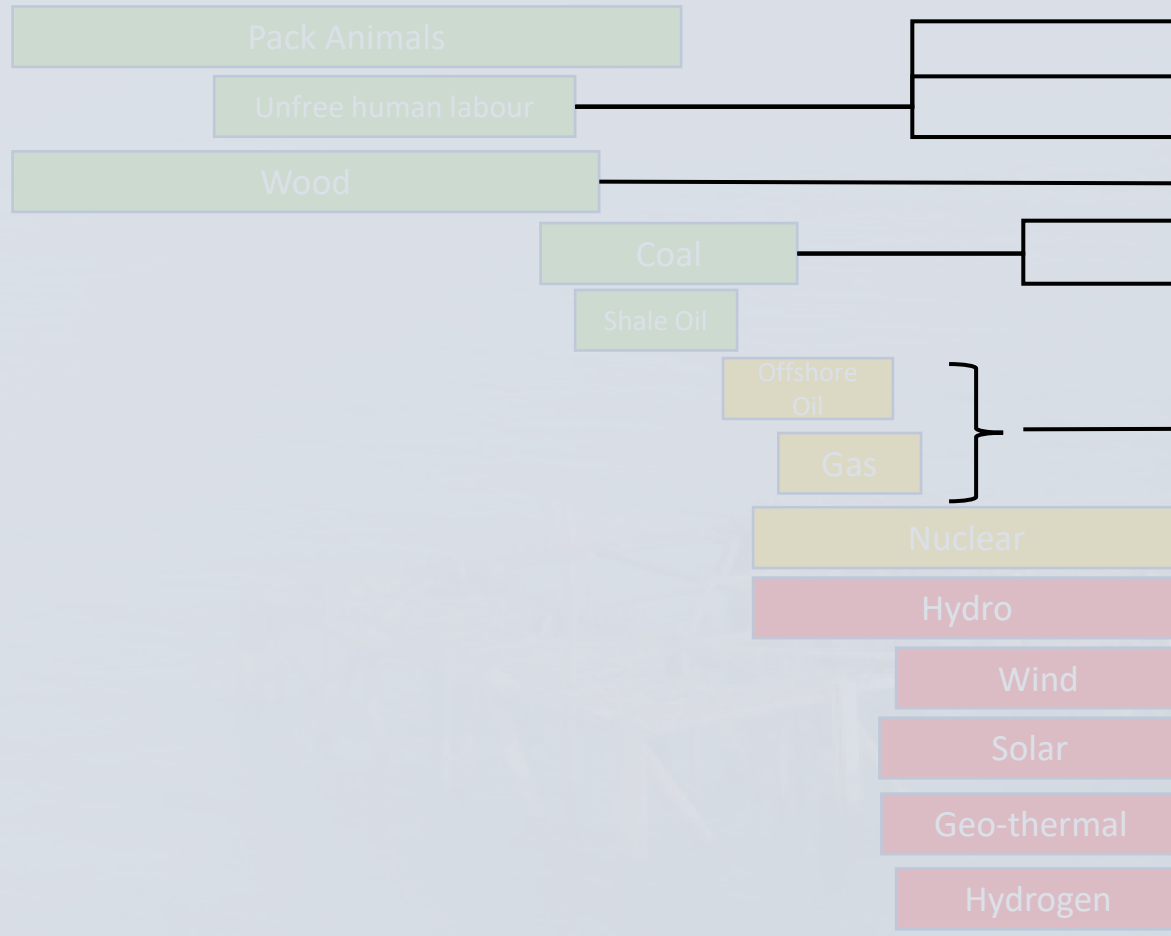 Pack Animals
Unfree human labour
Wood
Coal
Shale Oil
Offshore
Oil
Gas
Nuclear
Hydro
Wind
Solar
Geo-thermal
Hydrogen